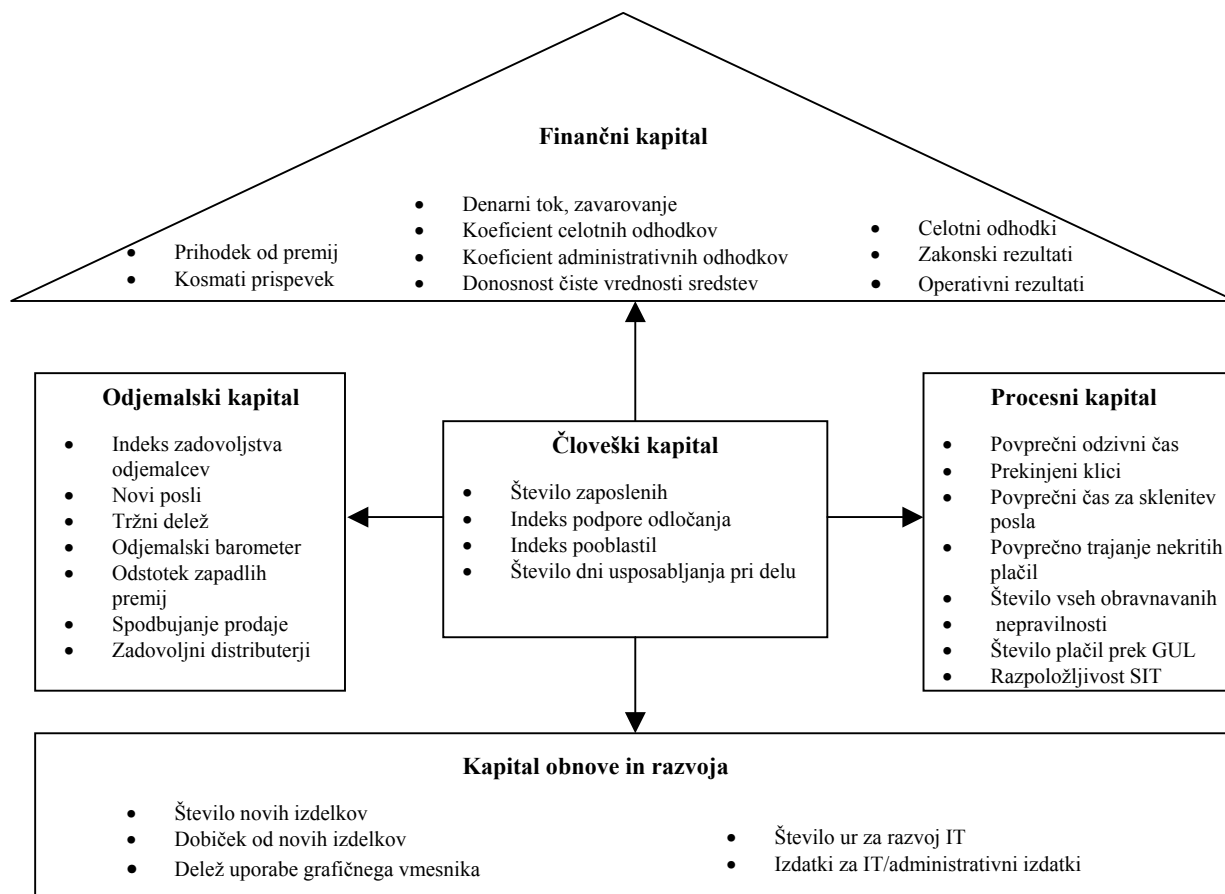 Finančni kapital
• Prihodek od premij
• Kosmati prispevek
• Denarni tok, zavarovanje
• Koeficient celotnih odhodkov
• Koeficient administrativnih odhodkov
• Donosnost čiste vrednosti sredstev
• Celotni odhodki
• Zakonski rezultati
• Operativni rezultati
Odjemalski kapital
• Indeks zadovoljstva
odjemalcev
• Novi posli
• Tržni delež
• Odjemalski barometer
• Odstotek zapadlih
premij
• Spodbujanje prodaje
• Zadovoljni distributerji
Človeški kapital
• Število zaposlenih
• Indeks podpore odločanja
• Indeks pooblastil
• Število dni usposabljanja pri delu
Procesni kapital
• Povprečni odzivni čas
• Prekinjeni klici
• Povprečni čas za sklenitev
posla
• Povprečno trajanje nekritih
plačil
• Število vseh obravnavanih
• nepravilnosti
• Število plačil prek GUL
• Razpoložljivost SIT
Kapital obnove in razvoja
• Število novih izdelkov
• Dobiček od novih izdelkov
• Delež uporabe grafičnega vmesnika
• Število ur za razvoj IT
• Izdatki za IT/administrativni izdatki